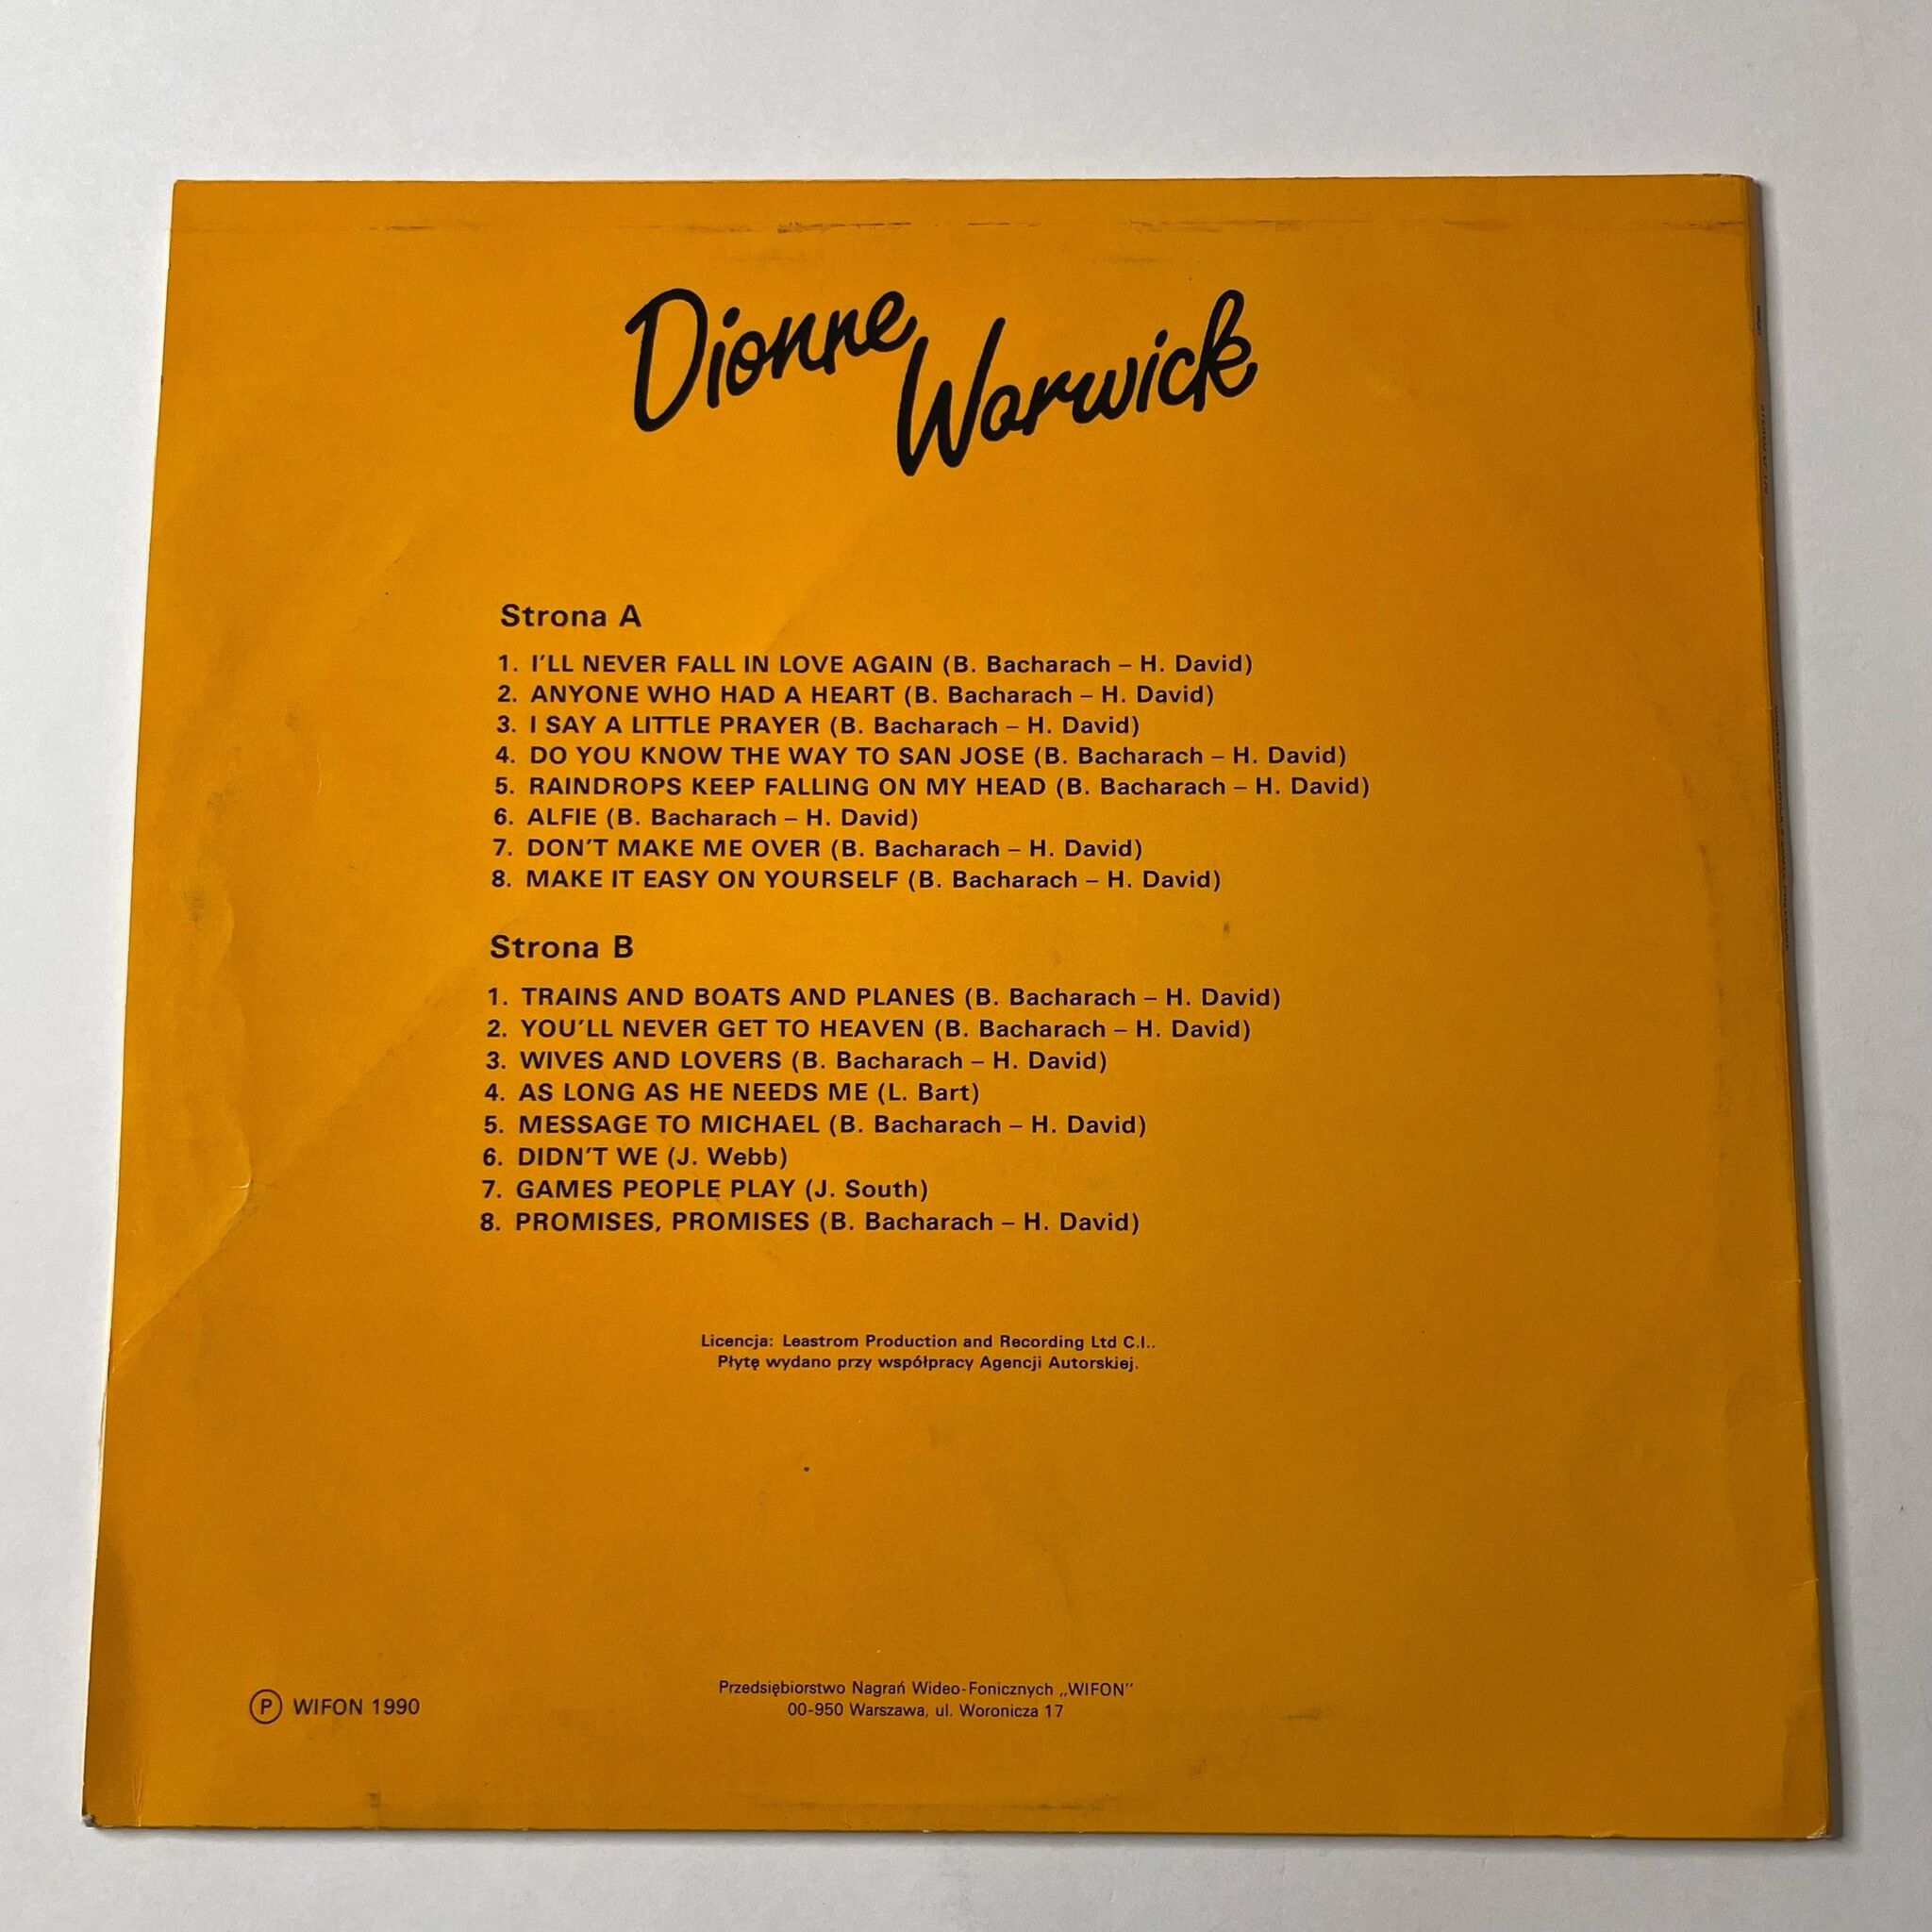 Dionne
Warwick
Strona A
1. I'LL NEVER FALL IN LOVE AGAIN (B. Bacharach – H. David)
2. ANYONE WHO HAD A HEART (B. Bacharach – H. David)
3. I SAY A LITTLE PRAYER (B. Bacharach – H. David)
4. DO YOU KNOW THE WAY TO SAN JOSE (B. Bacharach – H. David)
5. RAINDROPS KEEP FALLING ON MY HEAD (B. Bacharach – H. David)
6. ALFIE (B. Bacharach – H. David)
7. DON'T MAKE ME OVER (B. Bacharach – H. David)
8. MAKE IT EASY ON YOURSELF (B. Bacharach – H. David)
Strona B
1. TRAINS AND BOATS AND PLANES (B. Bacharach – H. David)
2. YOU'LL NEVER GET TO HEAVEN (B. Bacharach – H. David)
3. WIVES AND LOVERS (B. Bacharach – H. David)
4. AS LONG AS HE NEEDS ME (L. Bart)
5. MESSAGE TO MICHAEL (B. Bacharach – H. David)
6. DIDN'T WE (J. Webb)
7. GAMES PEOPLE PLAY (J. South)
8. PROMISES, PROMISES (B. Bacharach – H. David)
Licencja: Leastrom Production and Recording Ltd C.I..
Płytę wydano przy współpracy Agencji Autorskiej.
Ⓟ WIFON 1990
Przedsiębiorstwo Nagrań Wideo-Fonicznych „WIFON"
00-950 Warszawa, ul. Woronicza 17